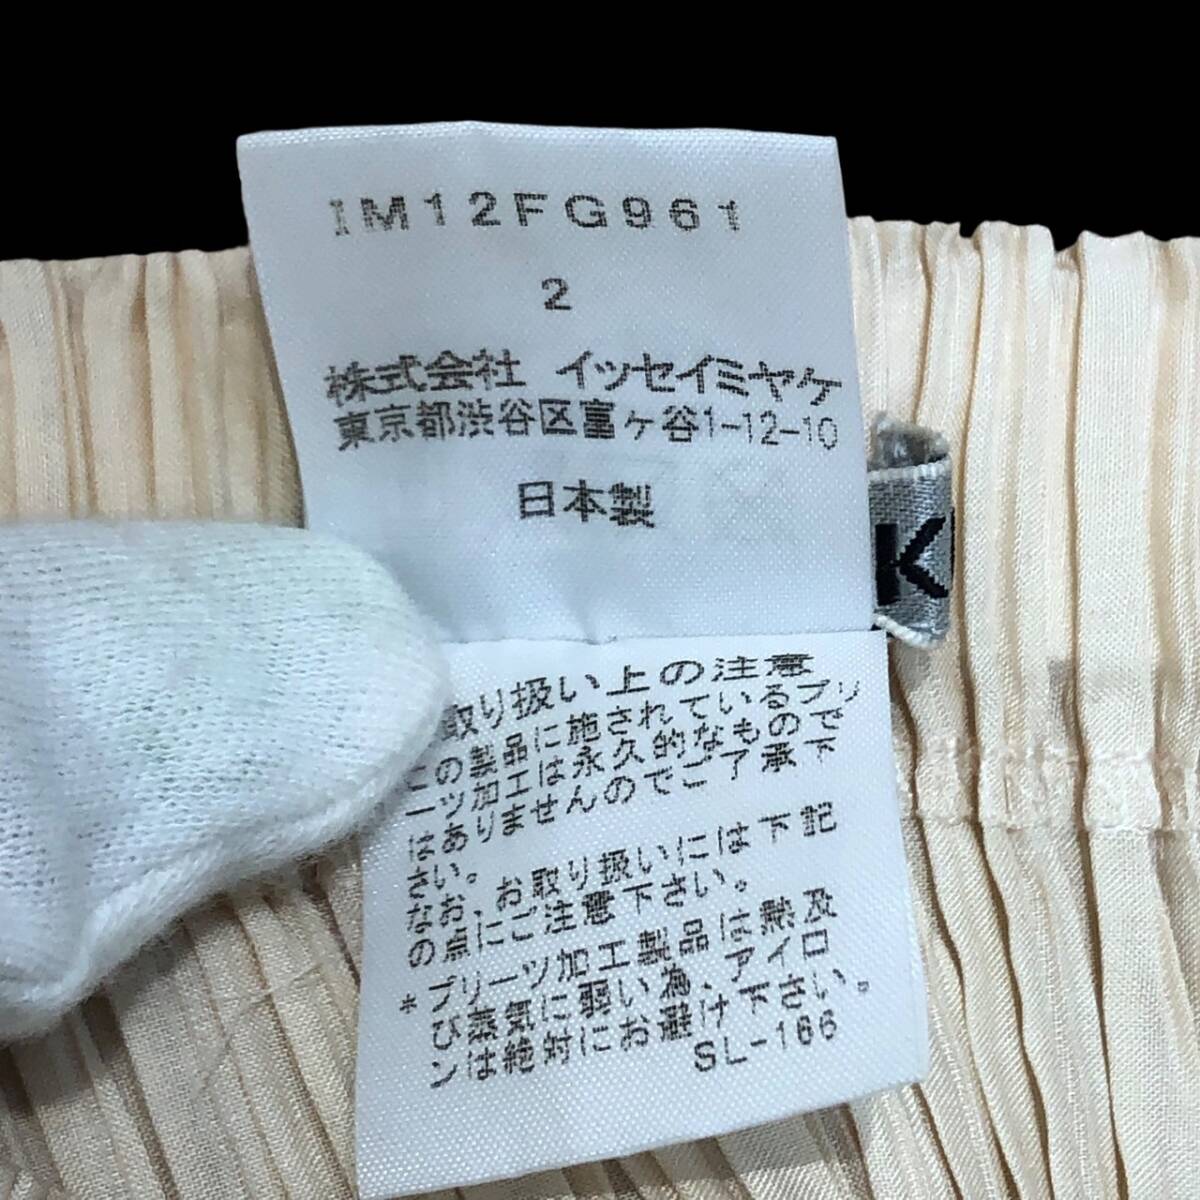 IM12FG961
2
株式会社 イッセイミヤケ
東京都渋谷区富ヶ谷1-12-10
日本製
K
取り扱い上の注意
この製品に施されているプリ
ーツ加工は永久的なもので
はありませんのでご了承下
さい。
なお、お取り扱いには下記
の点にご注意下さい。
*プリーツ加工製品は熱及
び蒸気に弱い為、アイロ
ンは絶対にお避け下さい。
SL-166